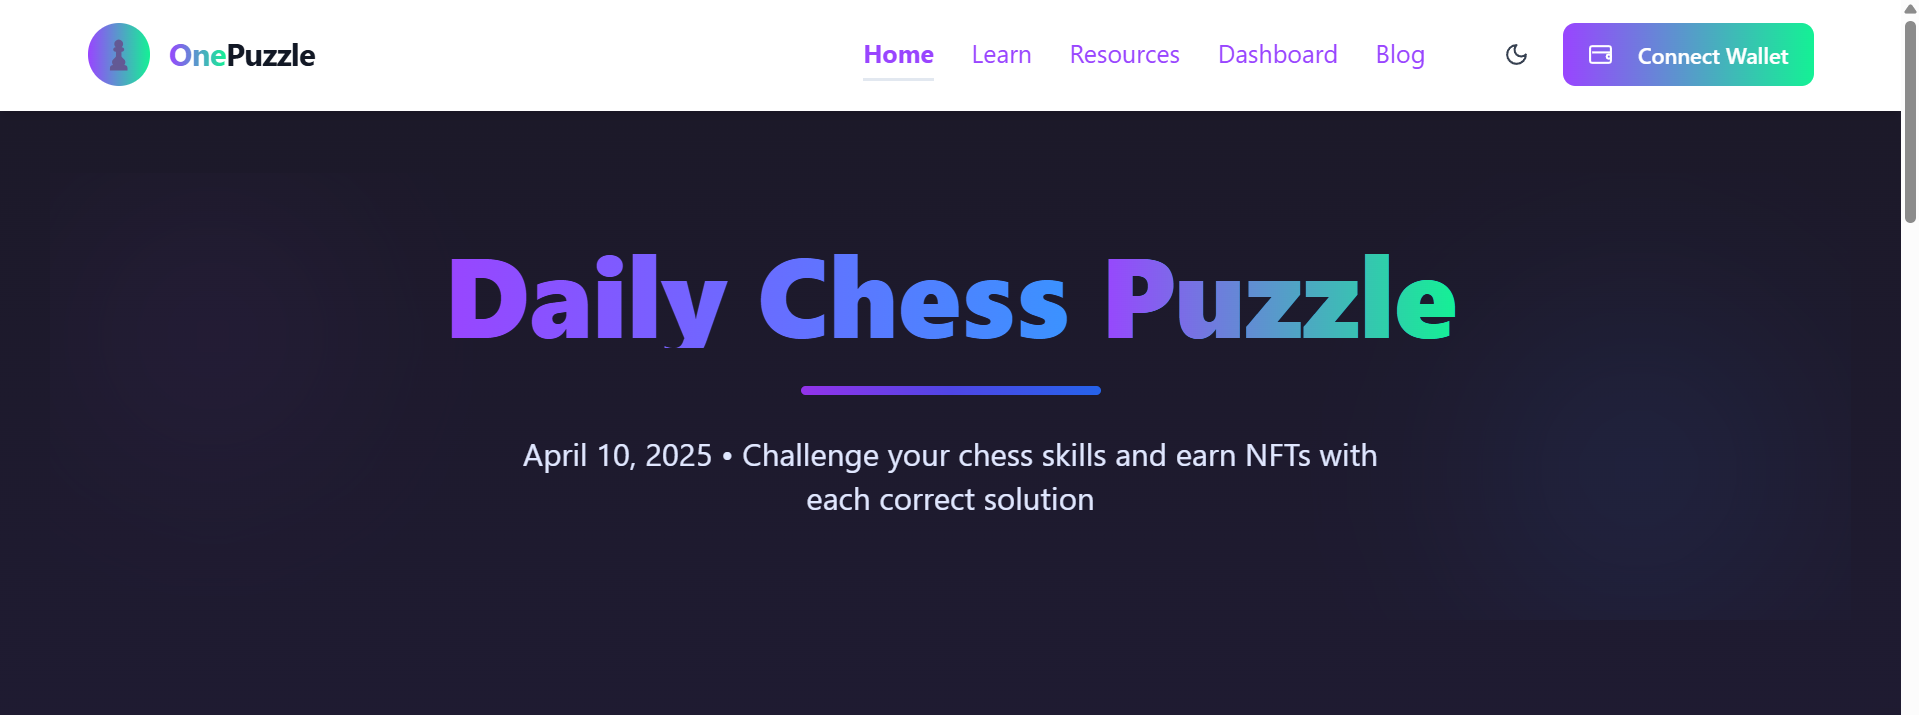 OnePuzzle
Home
Learn
Resources
Dashboard
Blog
Connect Wallet
Daily Chess Puzzle
April 10, 2025 • Challenge your chess skills and earn NFTs with
each correct solution